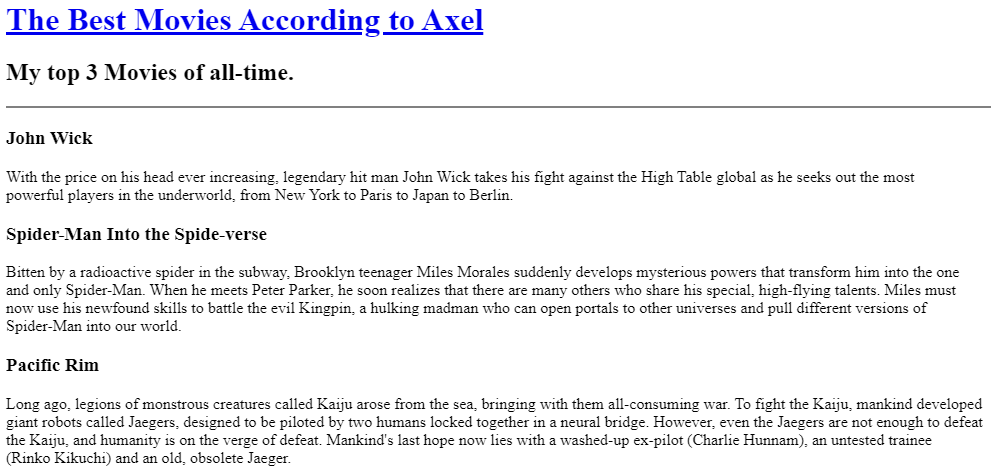 The Best Movies According to Axel
My top 3 Movies of all-time.
John Wick
With the price on his head ever increasing, legendary hit man John Wick takes his fight against the High Table global as he seeks out the most
powerful players in the underworld, from New York to Paris to Japan to Berlin.
Spider-Man Into the Spide-verse
Bitten by a radioactive spider in the subway, Brooklyn teenager Miles Morales suddenly develops mysterious powers that transform him into the one
and only Spider-Man. When he meets Peter Parker, he soon realizes that there are many others who share his special, high-flying talents. Miles must
now use his newfound skills to battle the evil Kingpin, a hulking madman who can open portals to other universes and pull different versions of
Spider-Man into our world.
Pacific Rim
Long ago, legions of monstrous creatures called Kaiju arose from the sea, bringing with them all-consuming war. To fight the Kaiju, mankind developed
giant robots called Jaegers, designed to be piloted by two humans locked together in a neural bridge. However, even the Jaegers are not enough to defeat
the Kaiju, and humanity is on the verge of defeat. Mankind's last hope now lies with a washed-up ex-pilot (Charlie Hunnam), an untested trainee
(Rinko Kikuchi) and an old, obsolete Jaeger.